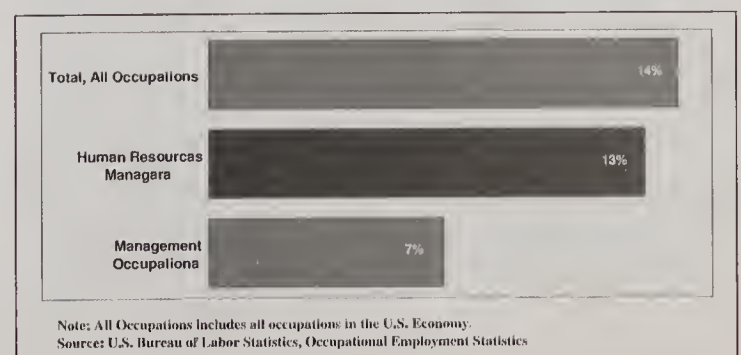 Total, All Occupations
14%
Human Resourcas
Managara
13%
Management
Occupationa
7%
Note: All Occupations Includes all occupations in the U.S. Economy.
Source: U.S. Bureau of Labor Statistics, Occupational Employment Statistics